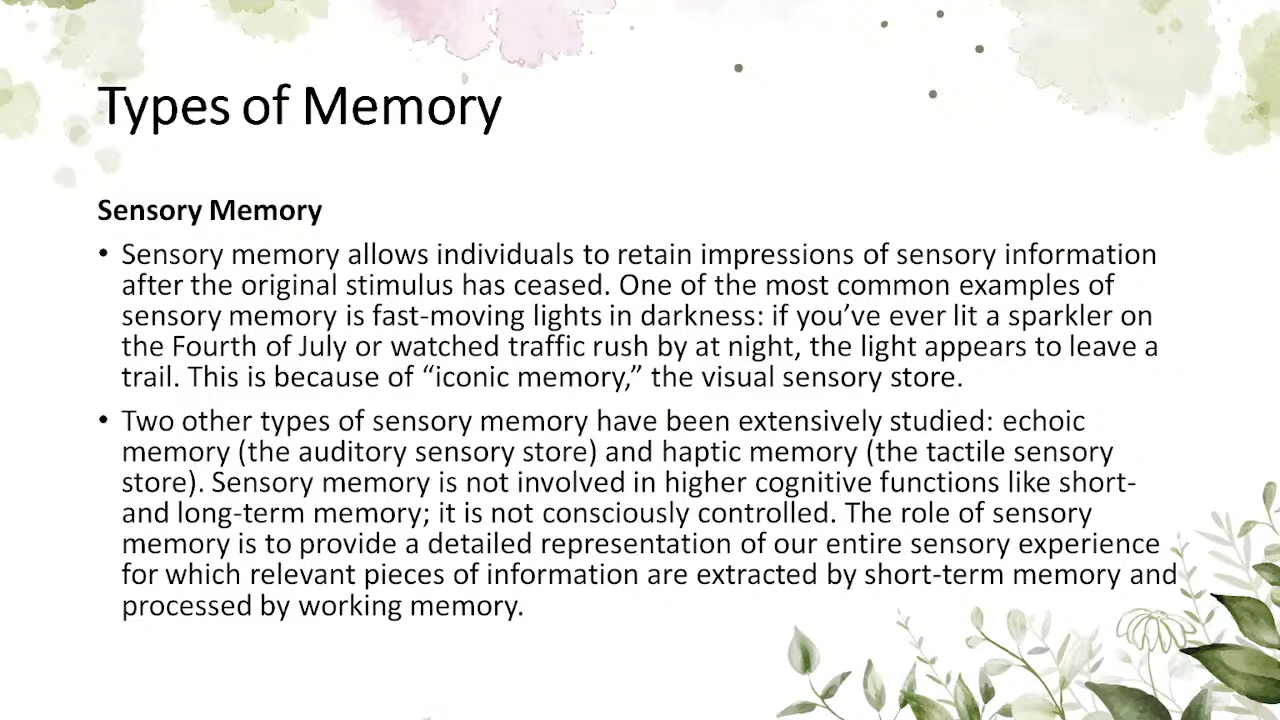 Types of Memory
Sensory Memory
• Sensory memory allows individuals to retain impressions of sensory information
after the original stimulus has ceased. One of the most common examples of
sensory memory is fast-moving lights in darkness: if you’ve ever lit a sparkler on
the Fourth of July or watched traffic rush by at night, the light appears to leave a
trail. This is because of “iconic memory,” the visual sensory store.
• Two other types of sensory memory have been extensively studied: echoic
memory (the auditory sensory store) and haptic memory (the tactile sensory
store). Sensory memory is not involved in higher cognitive functions like short-
and long-term memory; it is not consciously controlled. The role of sensory
memory is to provide a detailed representation of our entire sensory experience
for which relevant pieces of information are extracted by short-term memory and
processed by working memory.